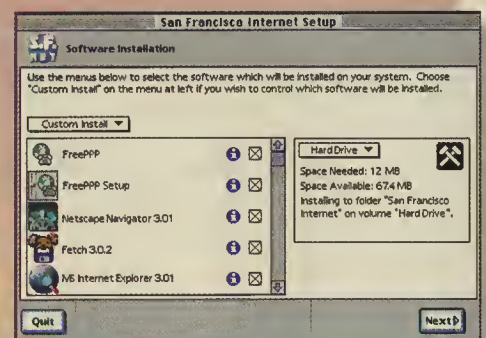 San Francisco Internet Setup
S.F.
NET
Software Installation
Use the menus below to select the software which will be installed on your system. Choose
"Custom Install" on the menu at left if you wish to control which software will be installed.
Custom Install
FreePPP
FreePPP Setup
Netscape Navigator 3.01
Fetch 3.0.2
MS Internet Explorer 3.01
Hard Drive
Space Needed: 12 MB
Space Available: 67.4 MB
Installing to folder "San Francisco
Internet" on volume "Hard Drive".
Quit
Next